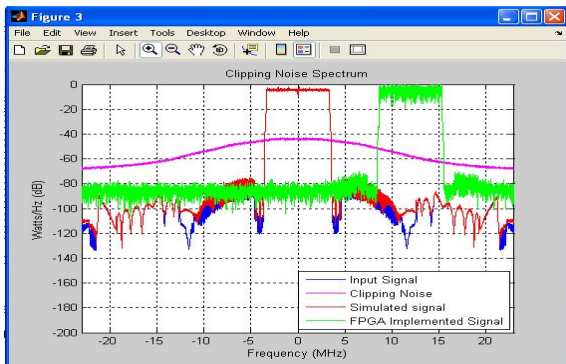 Figure 3
File Edit View Insert Tools Desktop Window Help
Clipping Noise Spectrum
0
-20
-40
-60
-80
-100
-120
-140
-160
-180
-200
Watts/Hz (dB)
-20 -15 -10 -5 0 5 10 15 20
Frequency (MHz)
Input Signal
Clipping Noise
Simulated signal
FPGA Implemented Signal